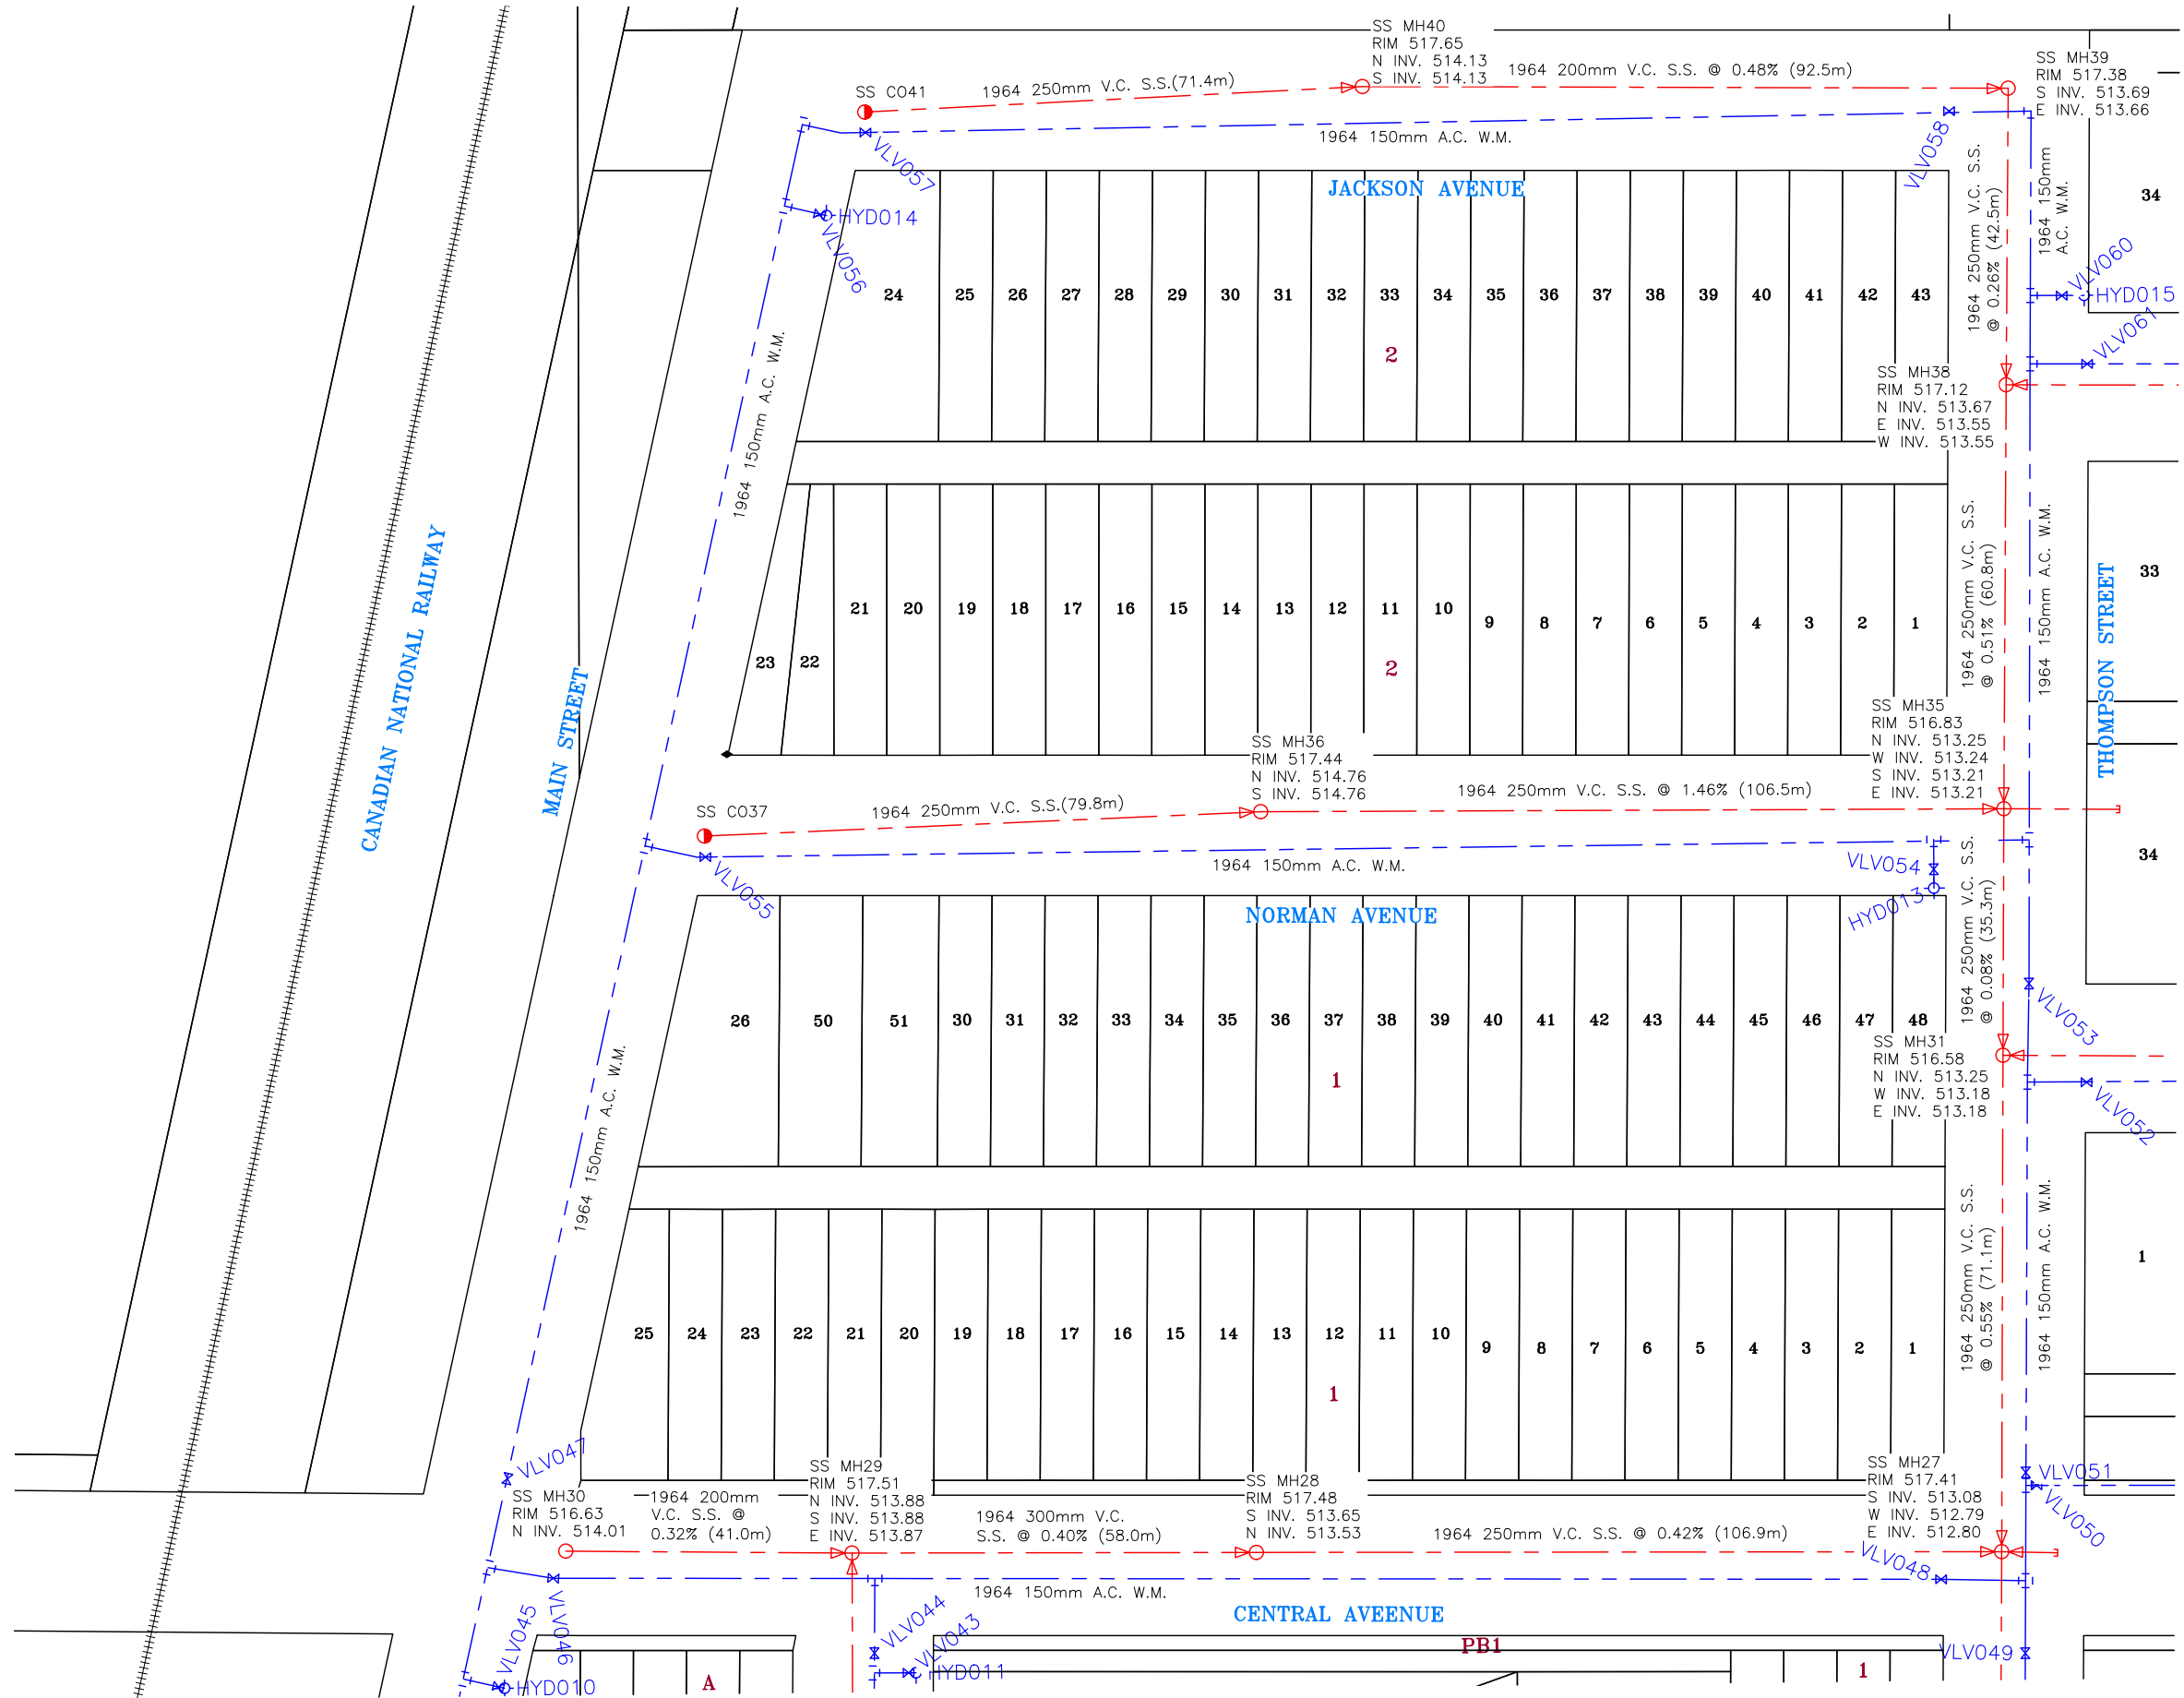 SS MH40
RIM 517.65
N INV. 514.13
S INV. 514.13
1964 200mm V.C. S.S. @ 0.48% (92.5m)
SS MH39
RIM 517.38
S INV. 513.69
E INV. 513.66
SS CO41
1964 250mm V.C. S.S.(71.4m)
1964 150mm A.C. W.M.
VLV057
VLV058
JACKSON AVENUE
HYD014
VLV056
1964 250mm V.C. S.S.
@ 0.26% (42.5m)
1964 150mm
A.C. W.M.
34
VLV060
HYD015
VLV061
24 25 26 27 28 29 30 31 32 33 34 35 36 37 38 39 40 41 42 43
2
1964 150mm A.C. W.M.
SS MH38
RIM 517.12
N INV. 513.67
E INV. 513.55
W INV. 513.55
CANADIAN NATIONAL RAILWAY
MAIN STREET
THOMPSON STREET
1964 250mm V.C. S.S.
@ 0.51% (60.8m)
1964 150mm A.C. W.M.
33
23 22 21 20 19 18 17 16 15 14 13 12 11 10 9 8 7 6 5 4 3 2 1
2
SS MH36
RIM 517.44
N INV. 514.76
S INV. 514.76
SS MH35
RIM 516.83
N INV. 513.25
W INV. 513.24
S INV. 513.21
E INV. 513.21
SS CO37
1964 250mm V.C. S.S.(79.8m)
1964 250mm V.C. S.S. @ 1.46% (106.5m)
1964 150mm A.C. W.M.
VLV055
VLV054
HYD013
34
NORMAN AVENUE
1964 250mm V.C. S.S.
@ 0.08% (35.3m)
VLV053
26 50 51 30 31 32 33 34 35 36 37 38 39 40 41 42 43 44 45 46 47 48
1
SS MH31
RIM 516.58
N INV. 513.25
W INV. 513.18
E INV. 513.18
VLV052
1964 150mm A.C. W.M.
1964 250mm V.C. S.S.
@ 0.55% (71.1m)
1964 150mm A.C. W.M.
1
25 24 23 22 21 20 19 18 17 16 15 14 13 12 11 10 9 8 7 6 5 4 3 2 1
1
VLV047
SS MH30
RIM 516.63
N INV. 514.01
1964 200mm
V.C. S.S. @
0.32% (41.0m)
SS MH29
RIM 517.51
N INV. 513.88
S INV. 513.88
E INV. 513.87
1964 300mm V.C.
S.S. @ 0.40% (58.0m)
SS MH28
RIM 517.48
S INV. 513.65
N INV. 513.53
1964 250mm V.C. S.S. @ 0.42% (106.9m)
SS MH27
RIM 517.41
S INV. 513.08
W INV. 512.79
E INV. 512.80
VLV051
VLV050
VLV048
1964 150mm A.C. W.M.
CENTRAL AVEENUE
VLV046
VLV045
VLV044
VLV043
HYD010
HYD011
VLV049
A
PB1
1